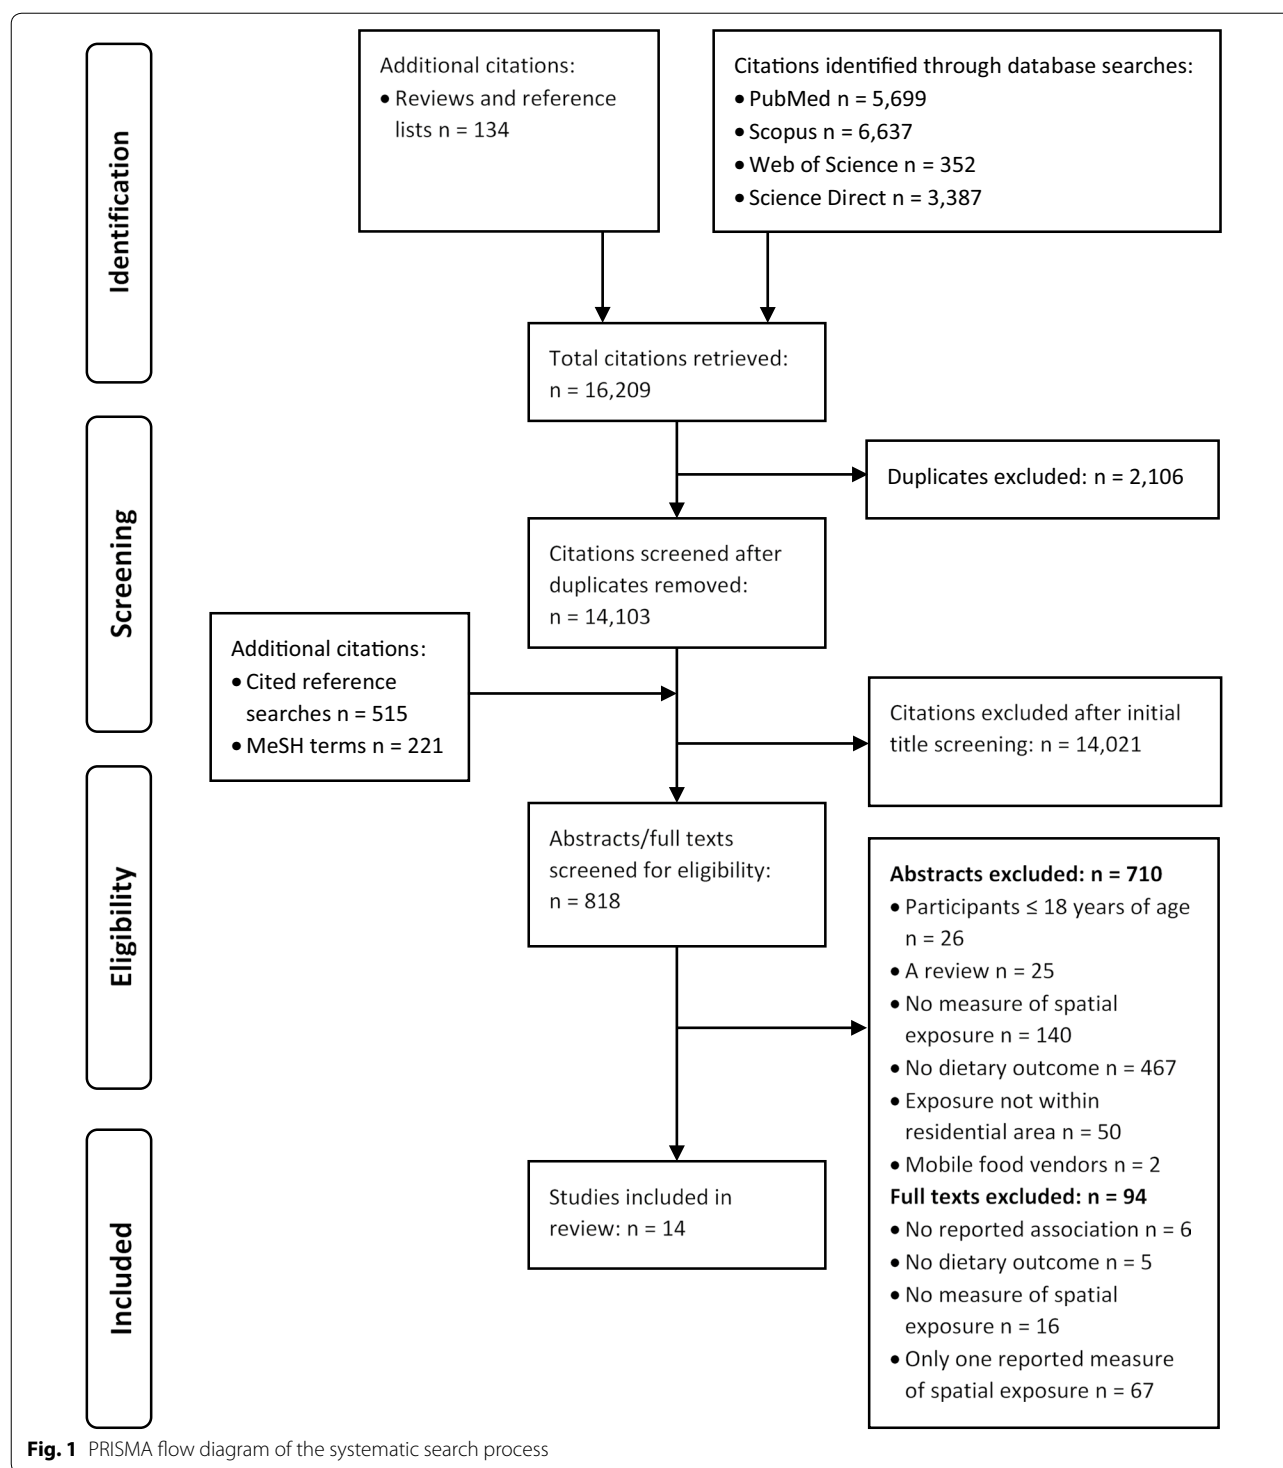 Identification
Additional citations:
• Reviews and reference
lists n = 134
Citations identified through database searches:
• PubMed n = 5,699
• Scopus n = 6,637
• Web of Science n = 352
• Science Direct n = 3,387
Total citations retrieved:
n = 16,209
Screening
Duplicates excluded: n = 2,106
Citations screened after
duplicates removed:
n = 14,103
Additional citations:
• Cited reference
searches n = 515
• MeSH terms n = 221
Citations excluded after initial
title screening: n = 14,021
Eligibility
Abstracts/full texts
screened for eligibility:
n = 818
Abstracts excluded: n = 710
• Participants ≤ 18 years of age
n = 26
• A review n = 25
• No measure of spatial
exposure n = 140
• No dietary outcome n = 467
• Exposure not within
residential area n = 50
• Mobile food vendors n = 2
Full texts excluded: n = 94
• No reported association n = 6
• No dietary outcome n = 5
• No measure of spatial
exposure n = 16
• Only one reported measure
of spatial exposure n = 67
Included
Studies included in
review: n = 14
Fig. 1 PRISMA flow diagram of the systematic search process